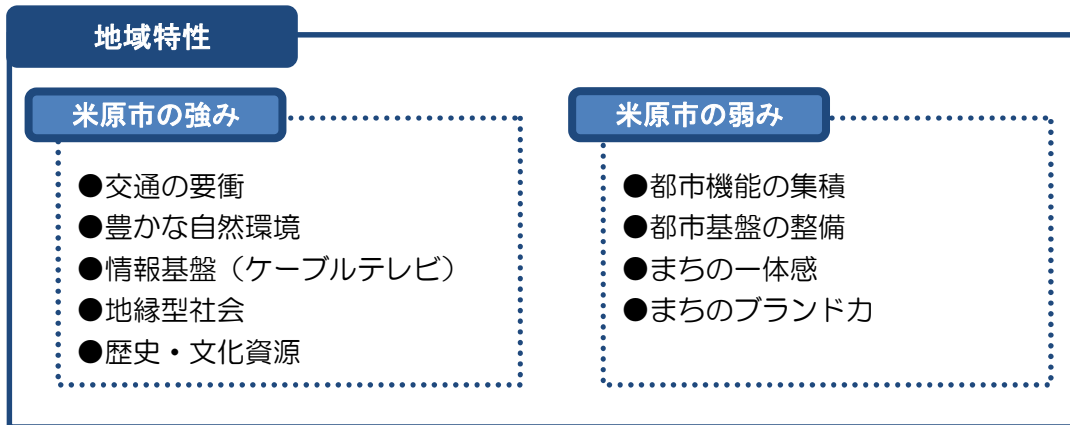 地域特性
米原市の強み
●交通の要衝
●豊かな自然環境
●情報基盤（ケーブルテレビ）
●地縁型社会
●歴史・文化資源
米原市の弱み
●都市機能の集積
●都市基盤の整備
●まちの一体感
●まちのブランド力